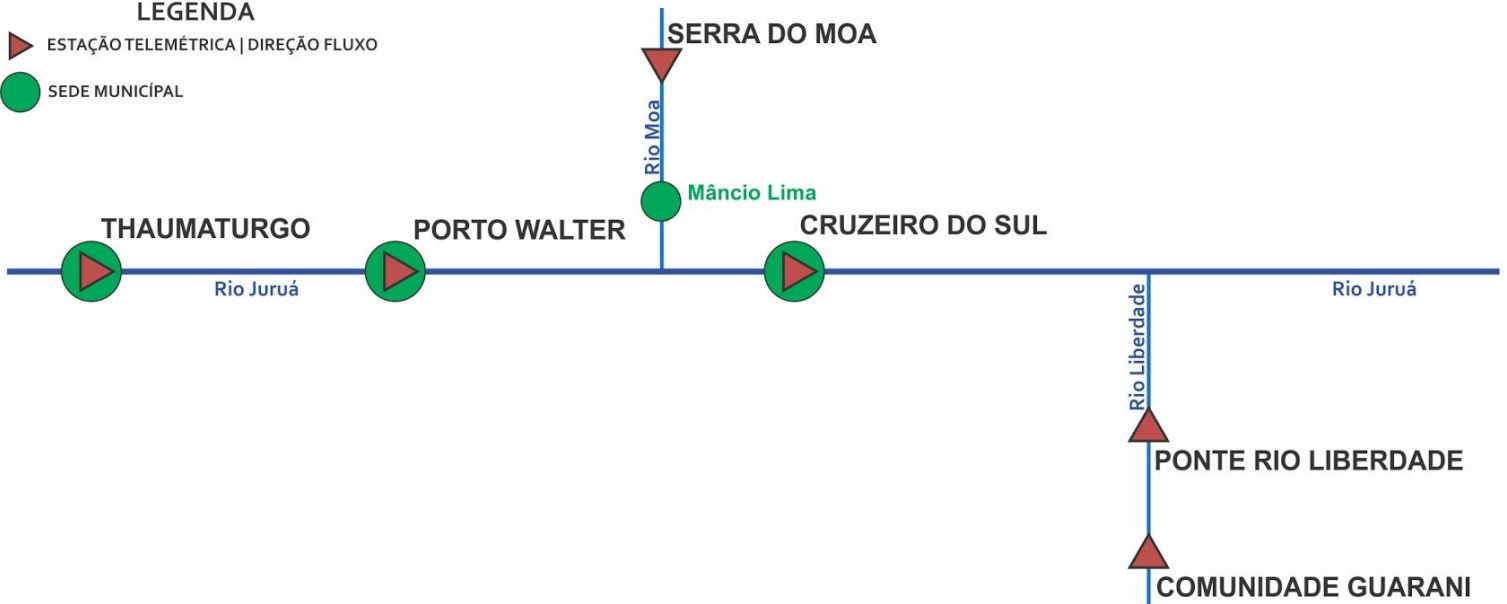 LEGENDA
ESTAÇÃO TELEMÉTRICA | DIREÇÃO FLUXO
SEDE MUNICÍPAL
SERRA DO MOA
Rio Moa
Mâncio Lima
THAUMATURGO
PORTO WALTER
CRUZEIRO DO SUL
Rio Juruá
Rio Juruá
Rio Liberdade
PONTE RIO LIBERDADE
COMUNIDADE GUARANI